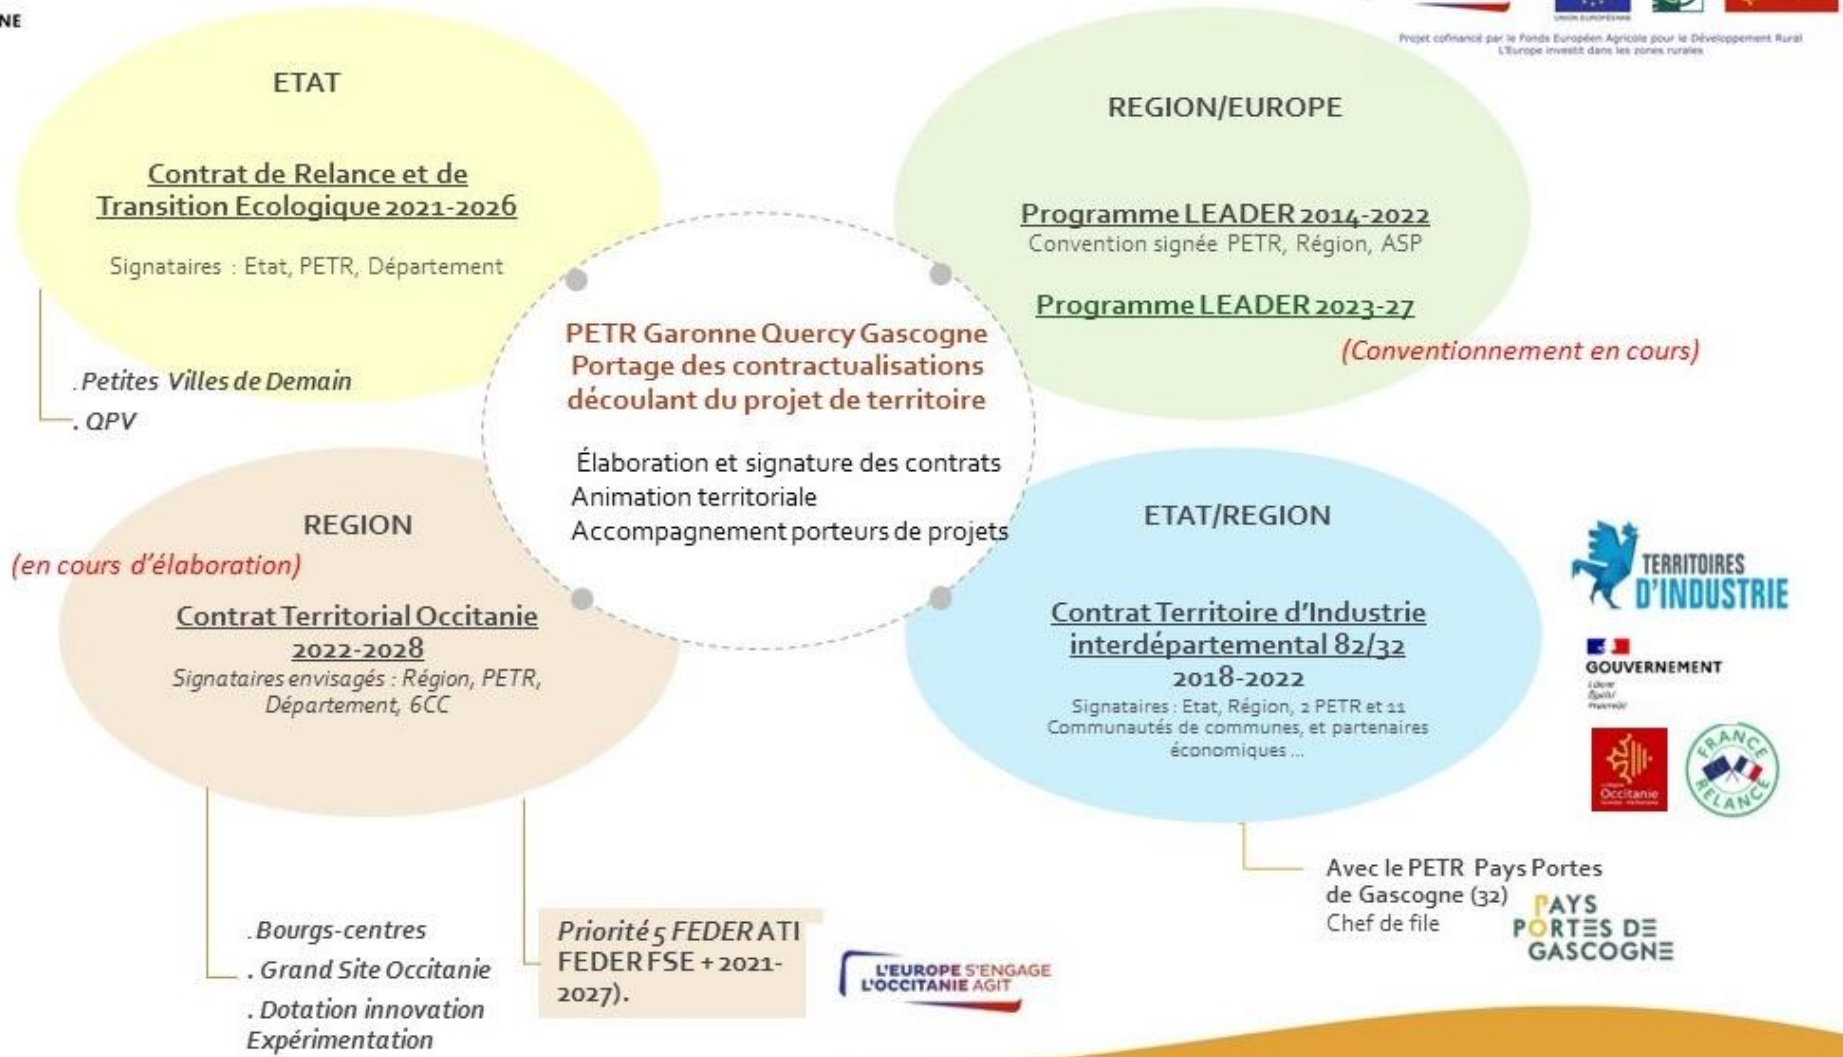 NE
UNION EUROPÉENNE
Projet cofinancé par le Fonds Européen Agricole pour le Développement Rural
L'Europe investit dans les zones rurales
ETAT
Contrat de Relance et de
Transition Ecologique 2021-2026
Signataires : Etat, PETR, Département
. Petites Villes de Demain
. QPV
REGION/EUROPE
Programme LEADER 2014-2022
Convention signée PETR, Région, ASP
Programme LEADER 2023-27
(Conventionnement en cours)
PETR Garonne Quercy Gascogne
Portage des contractualisations
découlant du projet de territoire
Élaboration et signature des contrats
Animation territoriale
Accompagnement porteurs de projets
REGION
(en cours d'élaboration)
Contrat Territorial Occitanie
2022-2028
Signataires envisagés : Région, PETR,
Département, 6CC
. Bourgs-centres
. Grand Site Occitanie
. Dotation innovation
Expérimentation
Priorité 5 FEDER ATI
FEDER FSE + 2021-
2027).
L'EUROPE S'ENGAGE
L'OCCITANIE AGIT
ETAT/REGION
Contrat Territoire d'Industrie
interdépartemental 82/32
2018-2022
Signataires : Etat, Région, 2 PETR et 11
Communautés de communes, et partenaires
économiques ...
Avec le PETR Pays Portes
de Gascogne (32)
Chef de file
PAYS
PORTES DE
GASCOGNE
TERRITOIRES
D'INDUSTRIE
GOUVERNEMENT
Liberté
Égalité
Fraternité
Occitanie
FRANCE
RELANCE